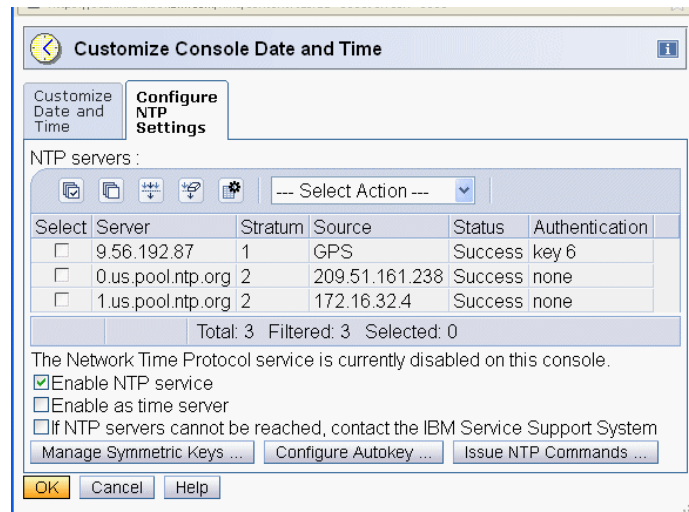 Customize Console Date and Time
i
Customize
Date and
Time
Configure
NTP
Settings
NTP servers :
--- Select Action ---
Select Server Stratum Source Status Authentication
9.56.192.87 1 GPS Success key 6
0.us.pool.ntp.org 2 209.51.161.238 Success none
1.us.pool.ntp.org 2 172.16.32.4 Success none
Total: 3 Filtered: 3 Selected: 0
The Network Time Protocol service is currently disabled on this console.
Enable NTP service
Enable as time server
If NTP servers cannot be reached, contact the IBM Service Support System
Manage Symmetric Keys ... Configure Autokey ... Issue NTP Commands ...
OK Cancel Help